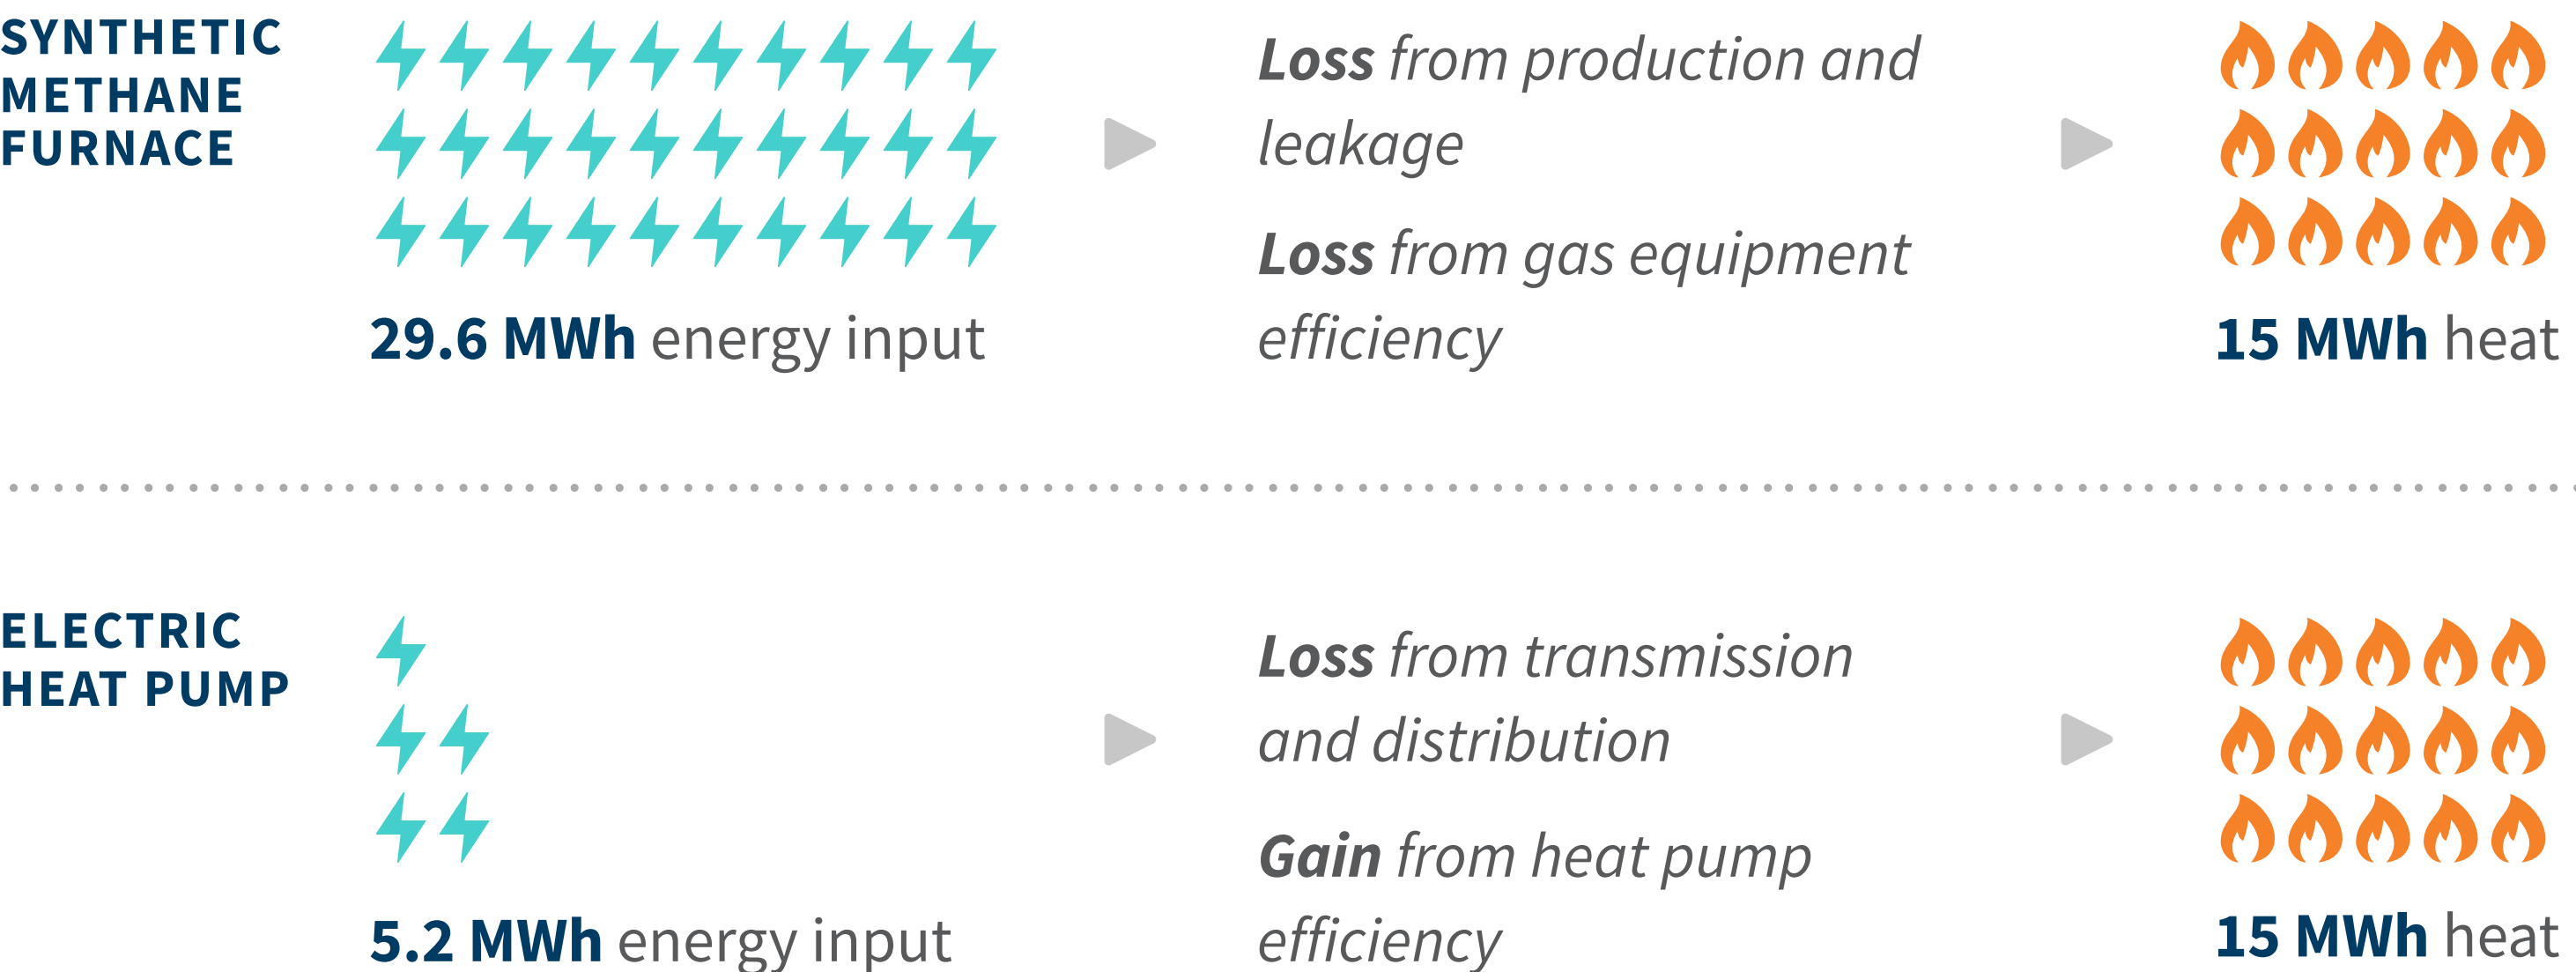 SYNTHETIC
METHANE
FURNACE
29.6 MWh energy input
Loss from production and
leakage
Loss from gas equipment
efficiency
15 MWh heat
ELECTRIC
HEAT PUMP
5.2 MWh energy input
Loss from transmission
and distribution
Gain from heat pump
efficiency
15 MWh heat